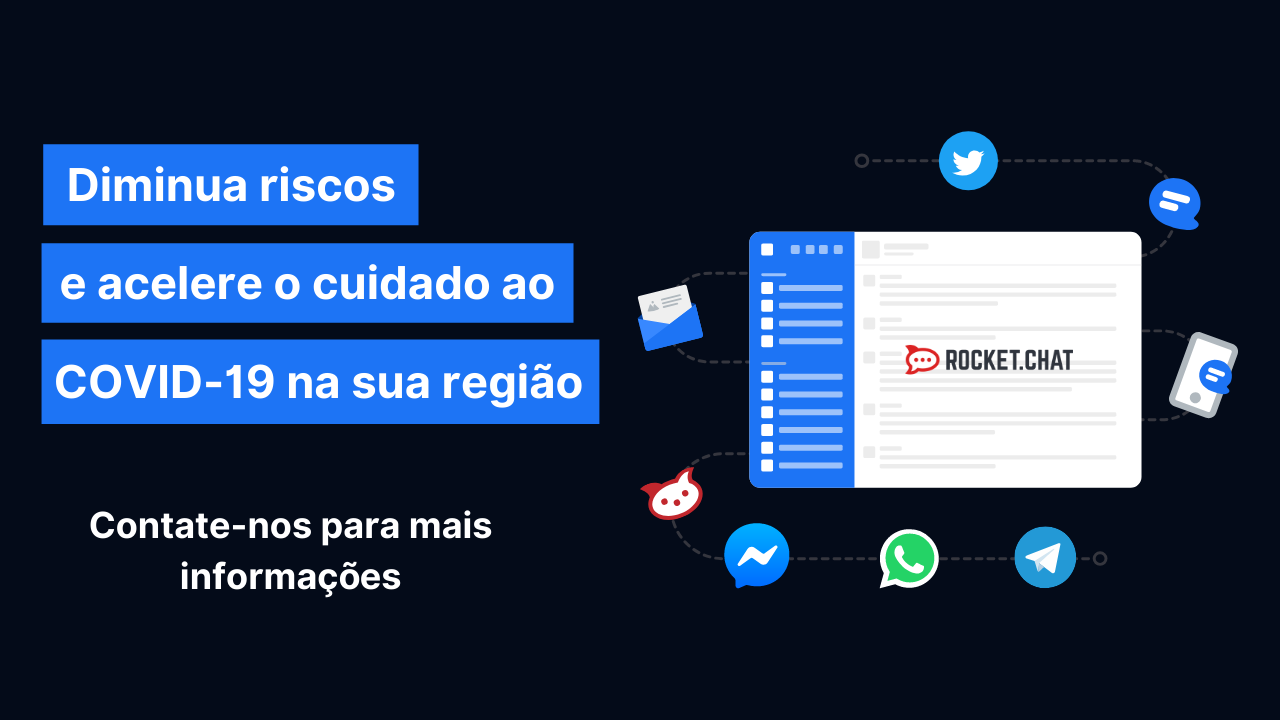 Diminua riscos
e acelere o cuidado ao
COVID-19 na sua região
Contate-nos para mais
informações
ROCKET.CHAT